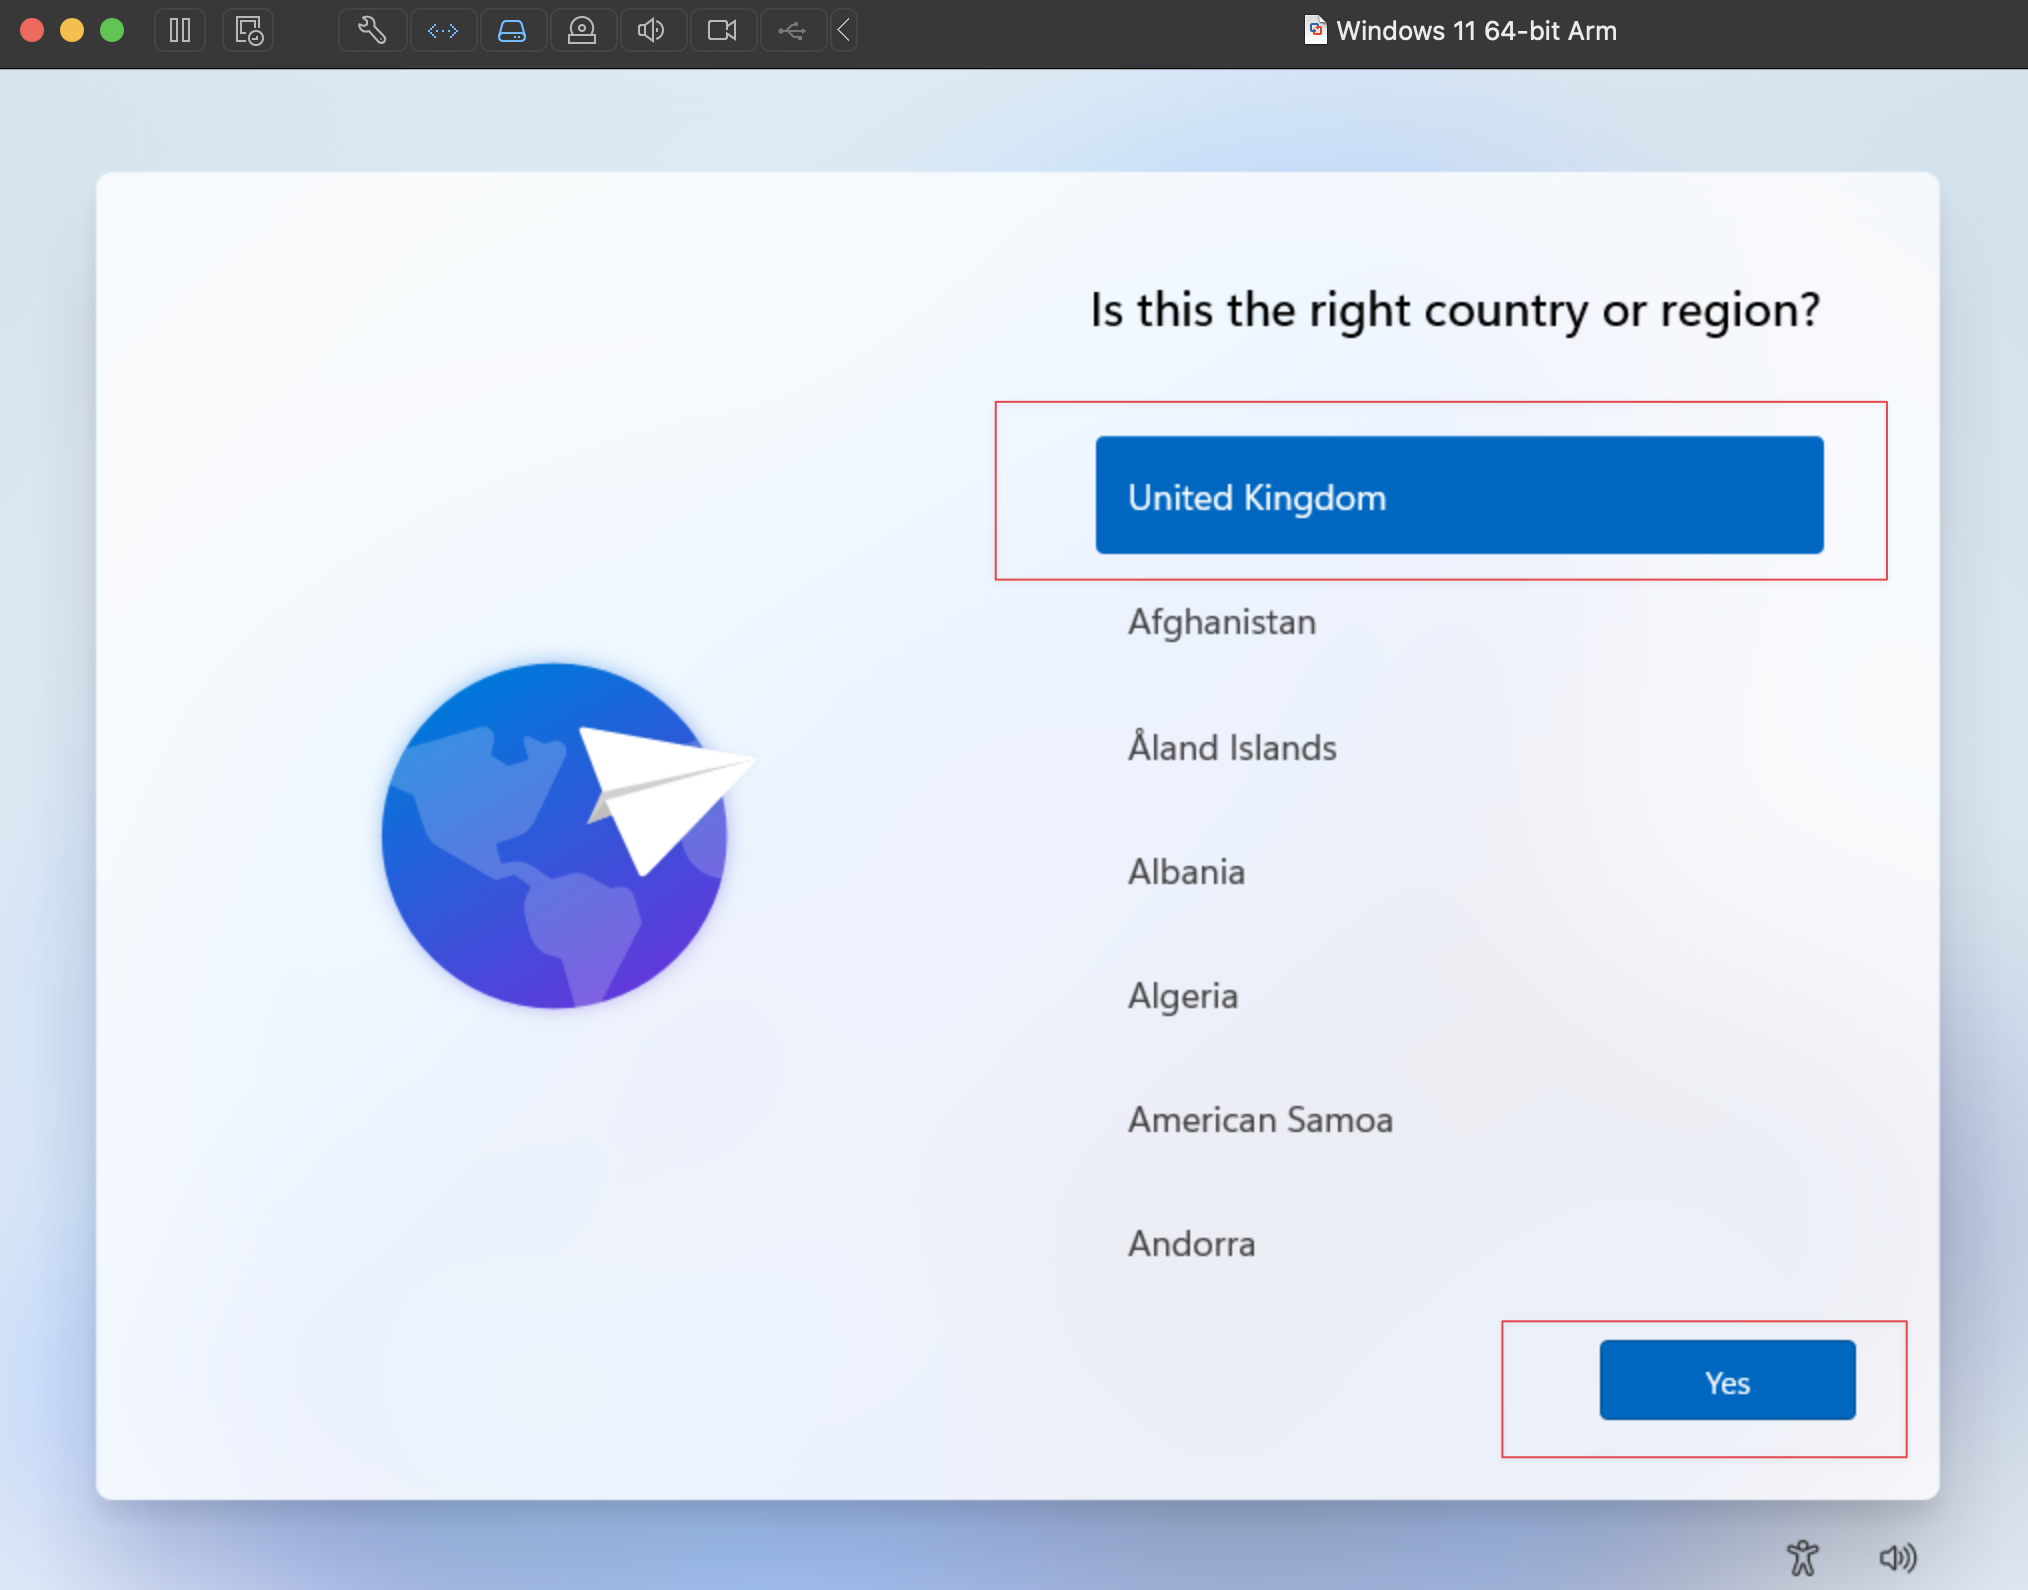 Windows 11 64-bit Arm
Is this the right country or region?
United Kingdom
Afghanistan
Åland Islands
Albania
Algeria
American Samoa
Andorra
Yes